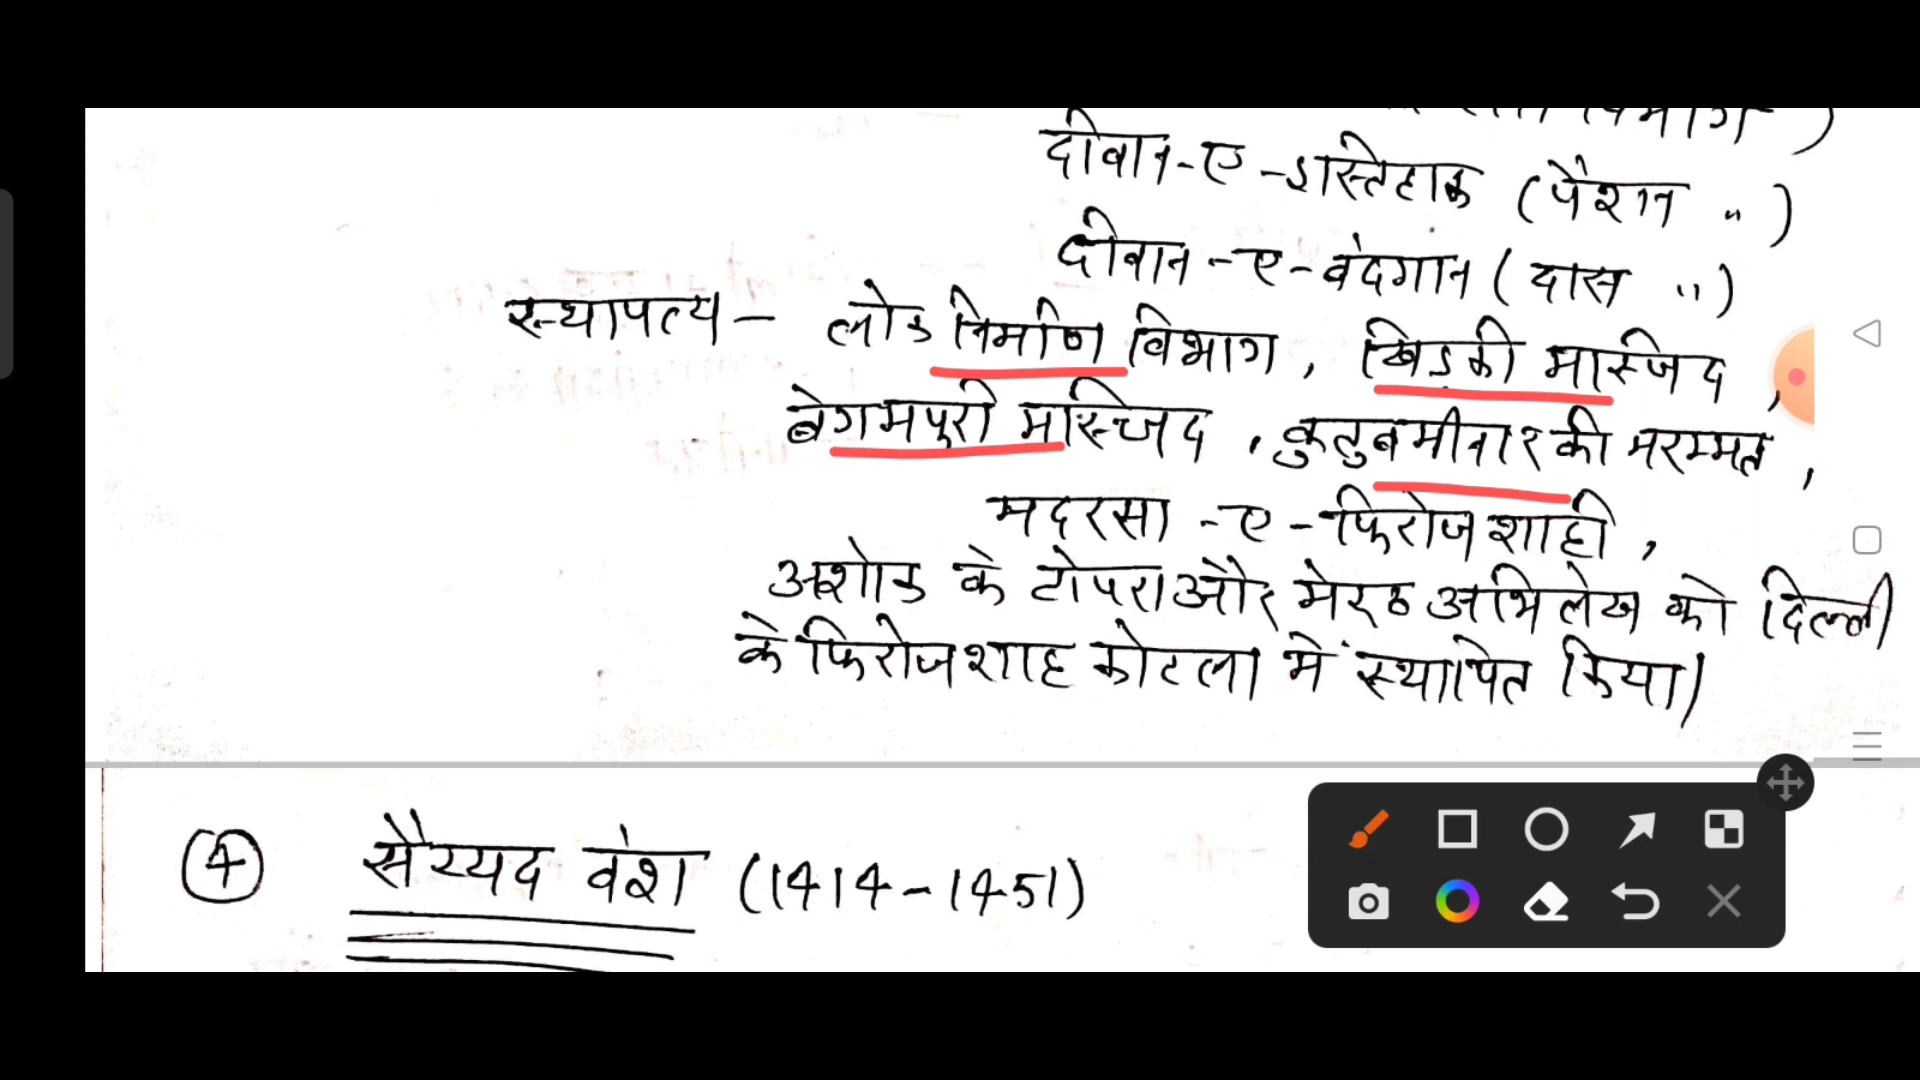 विभाग)
दीवान-ए-इस्तिहाक (पेंशन ")
दीवान-ए-बंदगान (दास ")
स्थापत्य - लोक निर्माण विभाग, खिड़की मस्जिद,
बेगमपुरी मस्जिद, कुतुबमीनार की मरम्मत,
मदरसा-ए-फिरोजशाही,
अशोक के टोपरा और मेरठ अभिलेख को दिल्ली
के फिरोजशाह कोटला में स्थापित किया।
④ सैय्यद वंश (1414-1451)